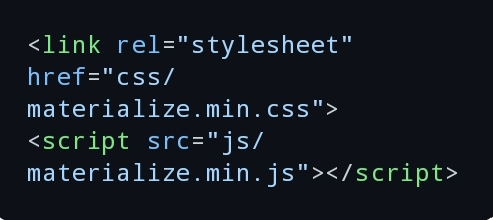 <link rel="stylesheet"
href="css/
materialize.min.css">
<script src="js/
materialize.min.js"></script>